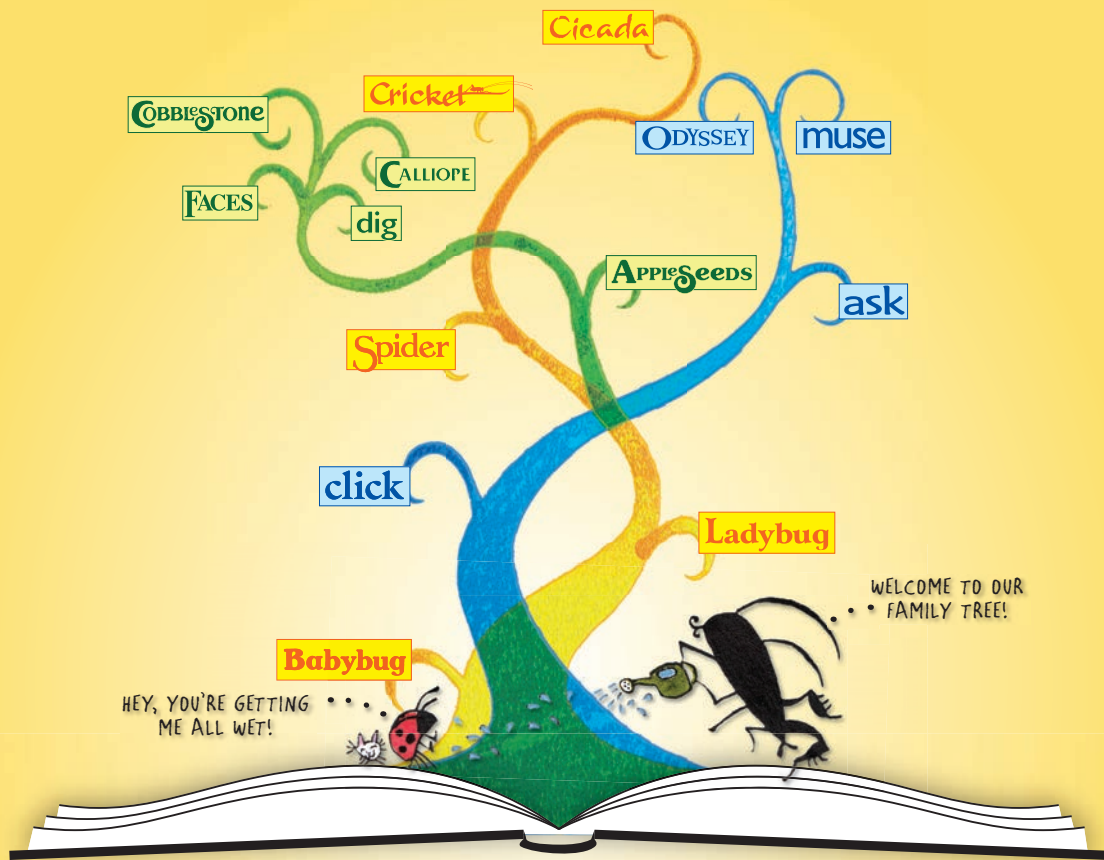 Cicada
Cricket
COBBLESTONE
ODYSSEY
muse
CALLIOPE
FACES
dig
APPLESEEDS
ask
Spider
click
Ladybug
WELCOME TO OUR
FAMILY TREE!
Babybug
HEY, YOU'RE GETTING
ME ALL WET!